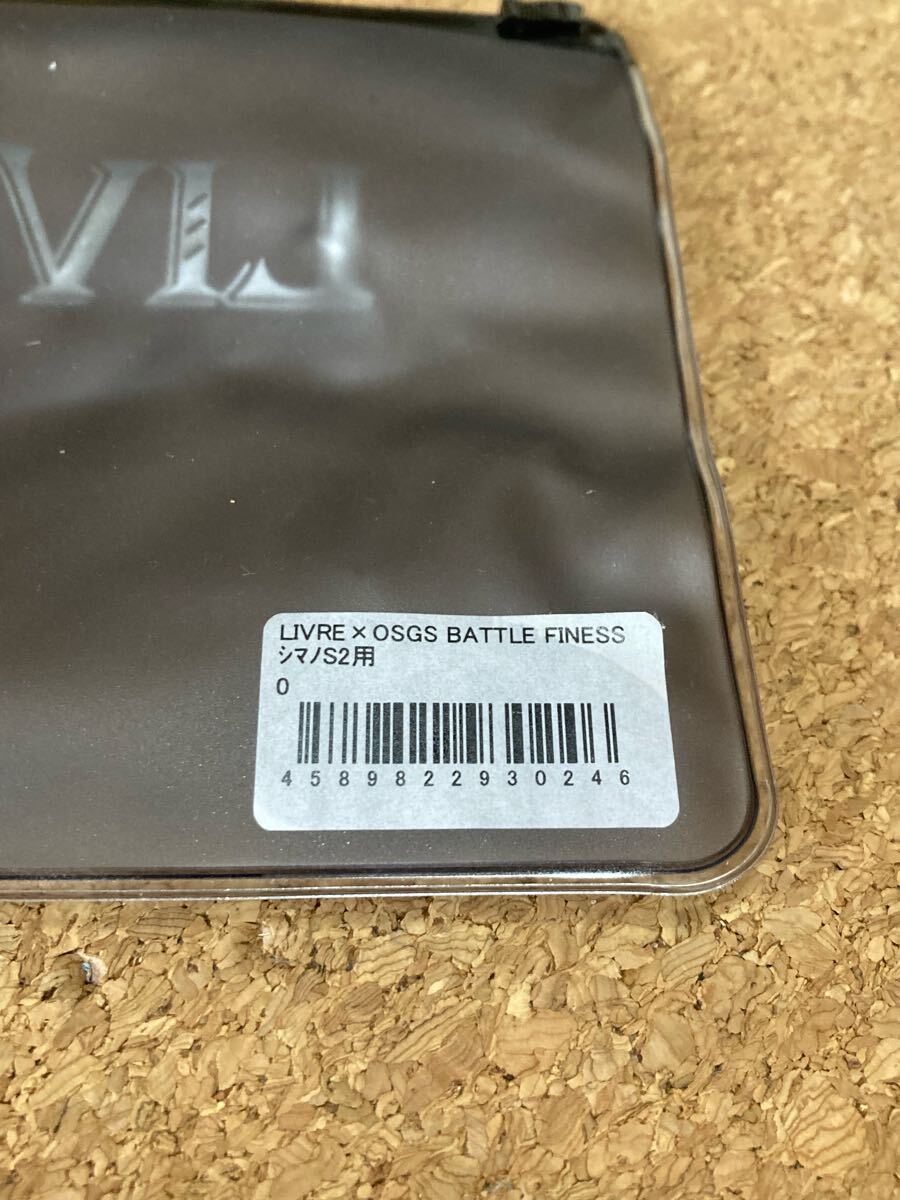 LIVRE×OSGS BATTLE FINESS
ｼﾏﾉS2用
0
4589822930246